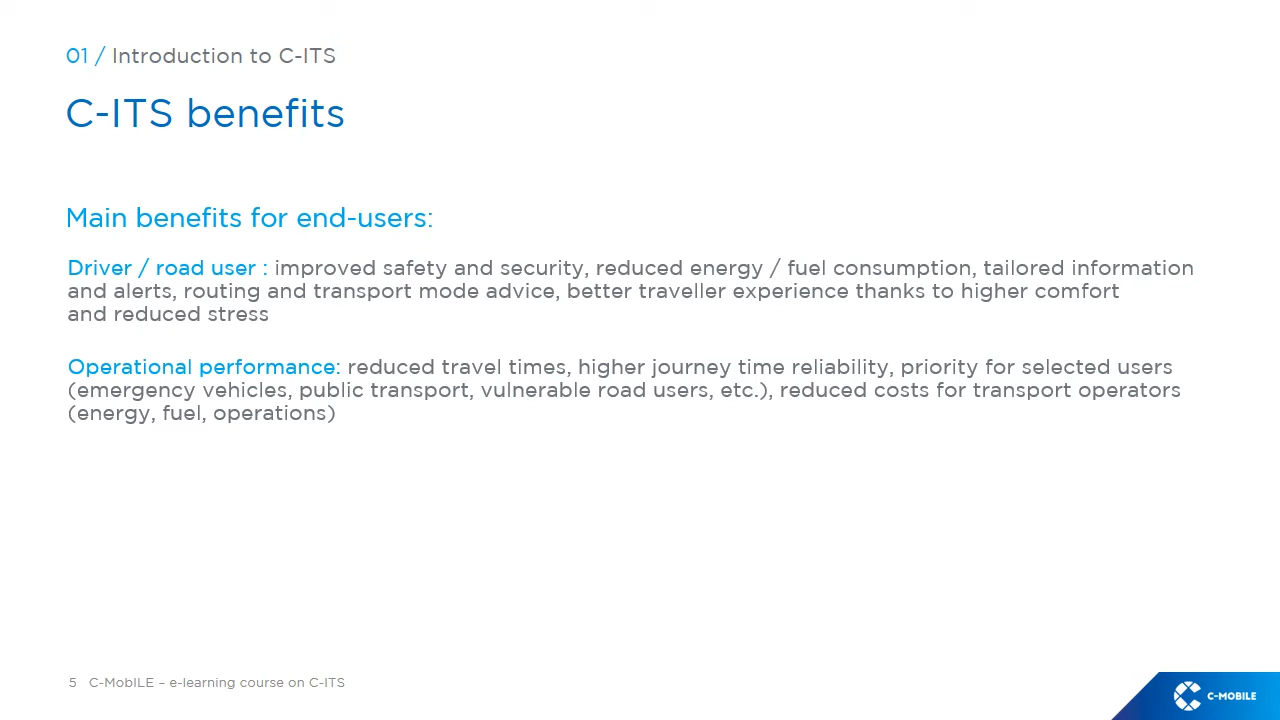 01 / Introduction to C-ITS
C-ITS benefits
Main benefits for end-users:
Driver / road user : improved safety and security, reduced energy / fuel consumption, tailored information
and alerts, routing and transport mode advice, better traveller experience thanks to higher comfort
and reduced stress
Operational performance: reduced travel times, higher journey time reliability, priority for selected users
(emergency vehicles, public transport, vulnerable road users, etc.), reduced costs for transport operators
(energy, fuel, operations)
5 C-MobILE – e-learning course on C-ITS
C-MOBILE